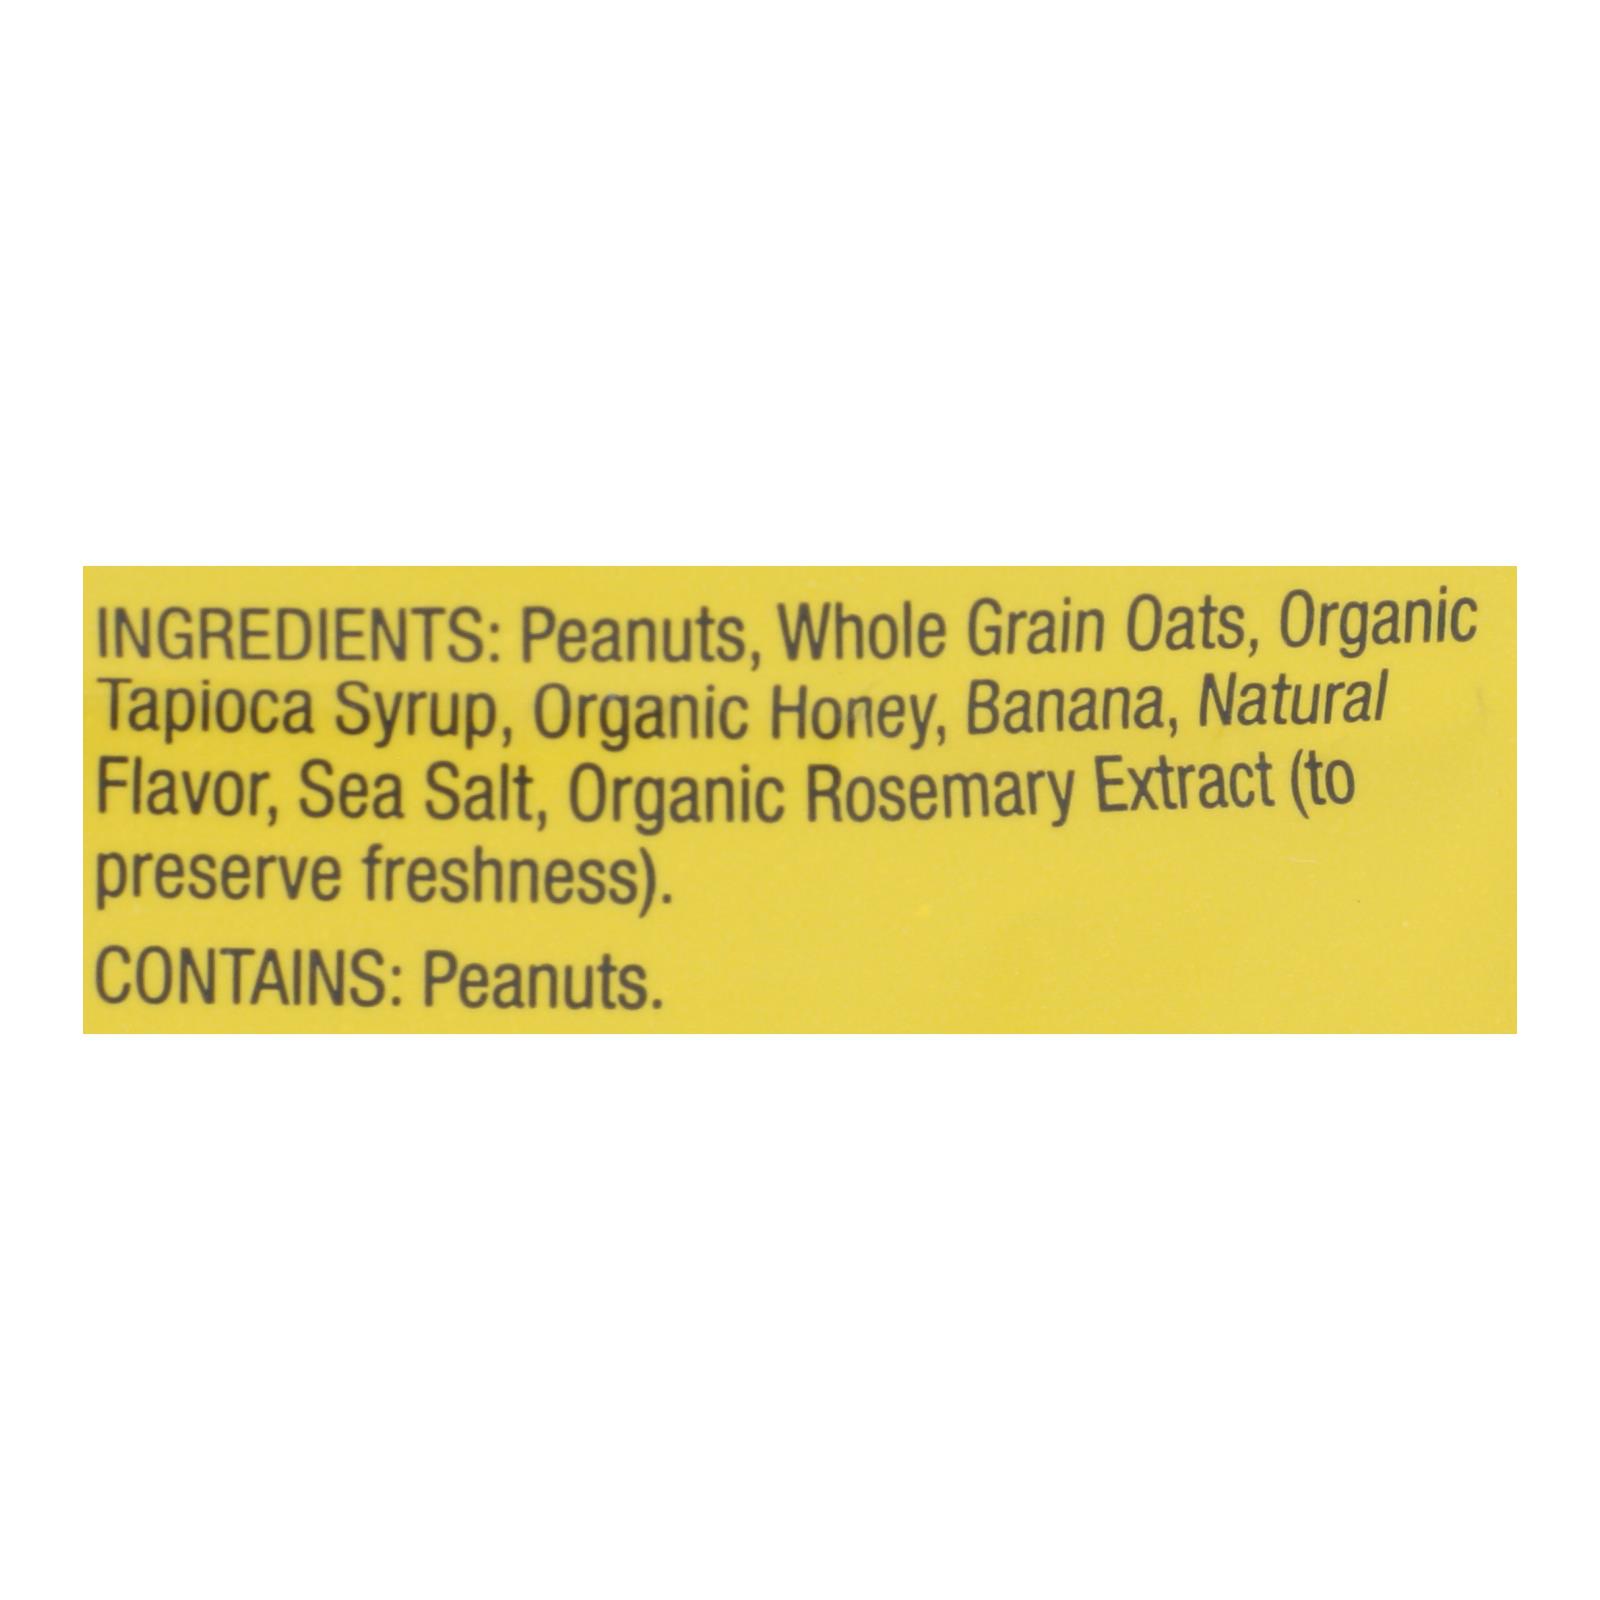 INGREDIENTS: Peanuts, Whole Grain Oats, Organic
Tapioca Syrup, Organic Honey, Banana, Natural
Flavor, Sea Salt, Organic Rosemary Extract (to
preserve freshness).
CONTAINS: Peanuts.